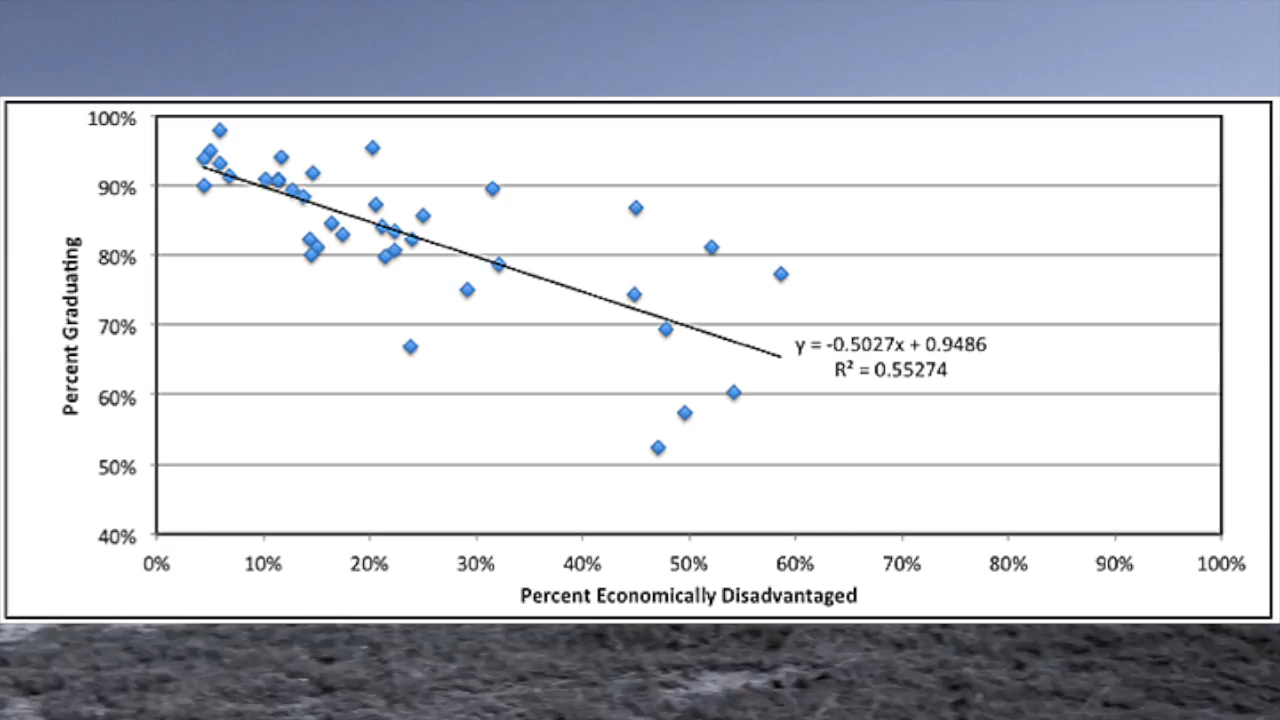 100%
90%
80%
70%
60%
50%
40%
Percent Graduating
y = -0.5027x + 0.9486
R² = 0.55274
0% 10% 20% 30% 40% 50% 60% 70% 80% 90% 100%
Percent Economically Disadvantaged